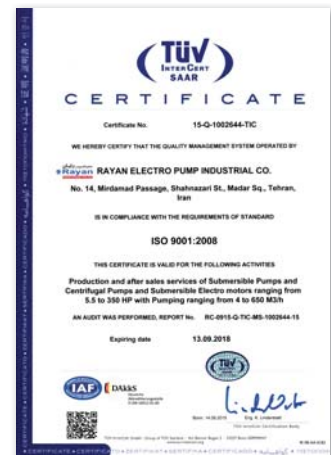 TÜV
INTERCERT
SAAR
CERTIFICATE
Certificate No. 15-Q-1002644-TIC
WE HEREBY CERTIFY THAT THE QUALITY MANAGEMENT SYSTEM OPERATED BY
Rayan RAYAN ELECTRO PUMP INDUSTRIAL CO.
No. 14, Mirdamad Passage, Shahnazari St., Madar Sq., Tehran,
Iran
IS IN COMPLIANCE WITH THE REQUIREMENTS OF STANDARD
ISO 9001:2008
THIS CERTIFICATE IS VALID FOR THE FOLLOWING ACTIVITIES
Production and after sales services of Submersible Pumps and
Centrifugal Pumps and Submersible Electro motors ranging from
5.5 to 350 HP with Pumping ranging from 4 to 650 M3/h
AN AUDIT WAS PERFORMED, REPORT No. RC-0915-Q-TIC-MS-1002644-15
Expiring date 13.09.2018
TÜV
IAF
DAkkS
Deutsche
Akkreditierungsstelle